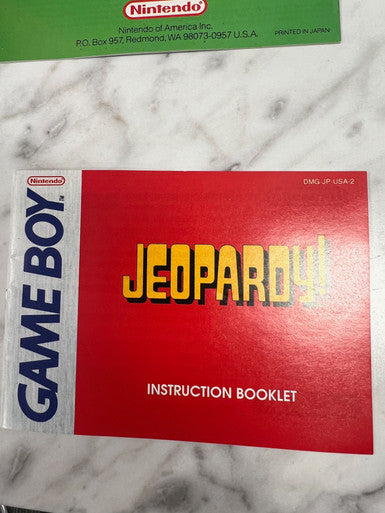 Nintendo®
Nintendo of America Inc.
P.O. Box 957, Redmond, WA 98073-0957 U.S.A.
PRINTED IN JAPAN
Nintendo®
GAME BOY™
DMG-JP-USA-2
JEOPARDY!
INSTRUCTION BOOKLET